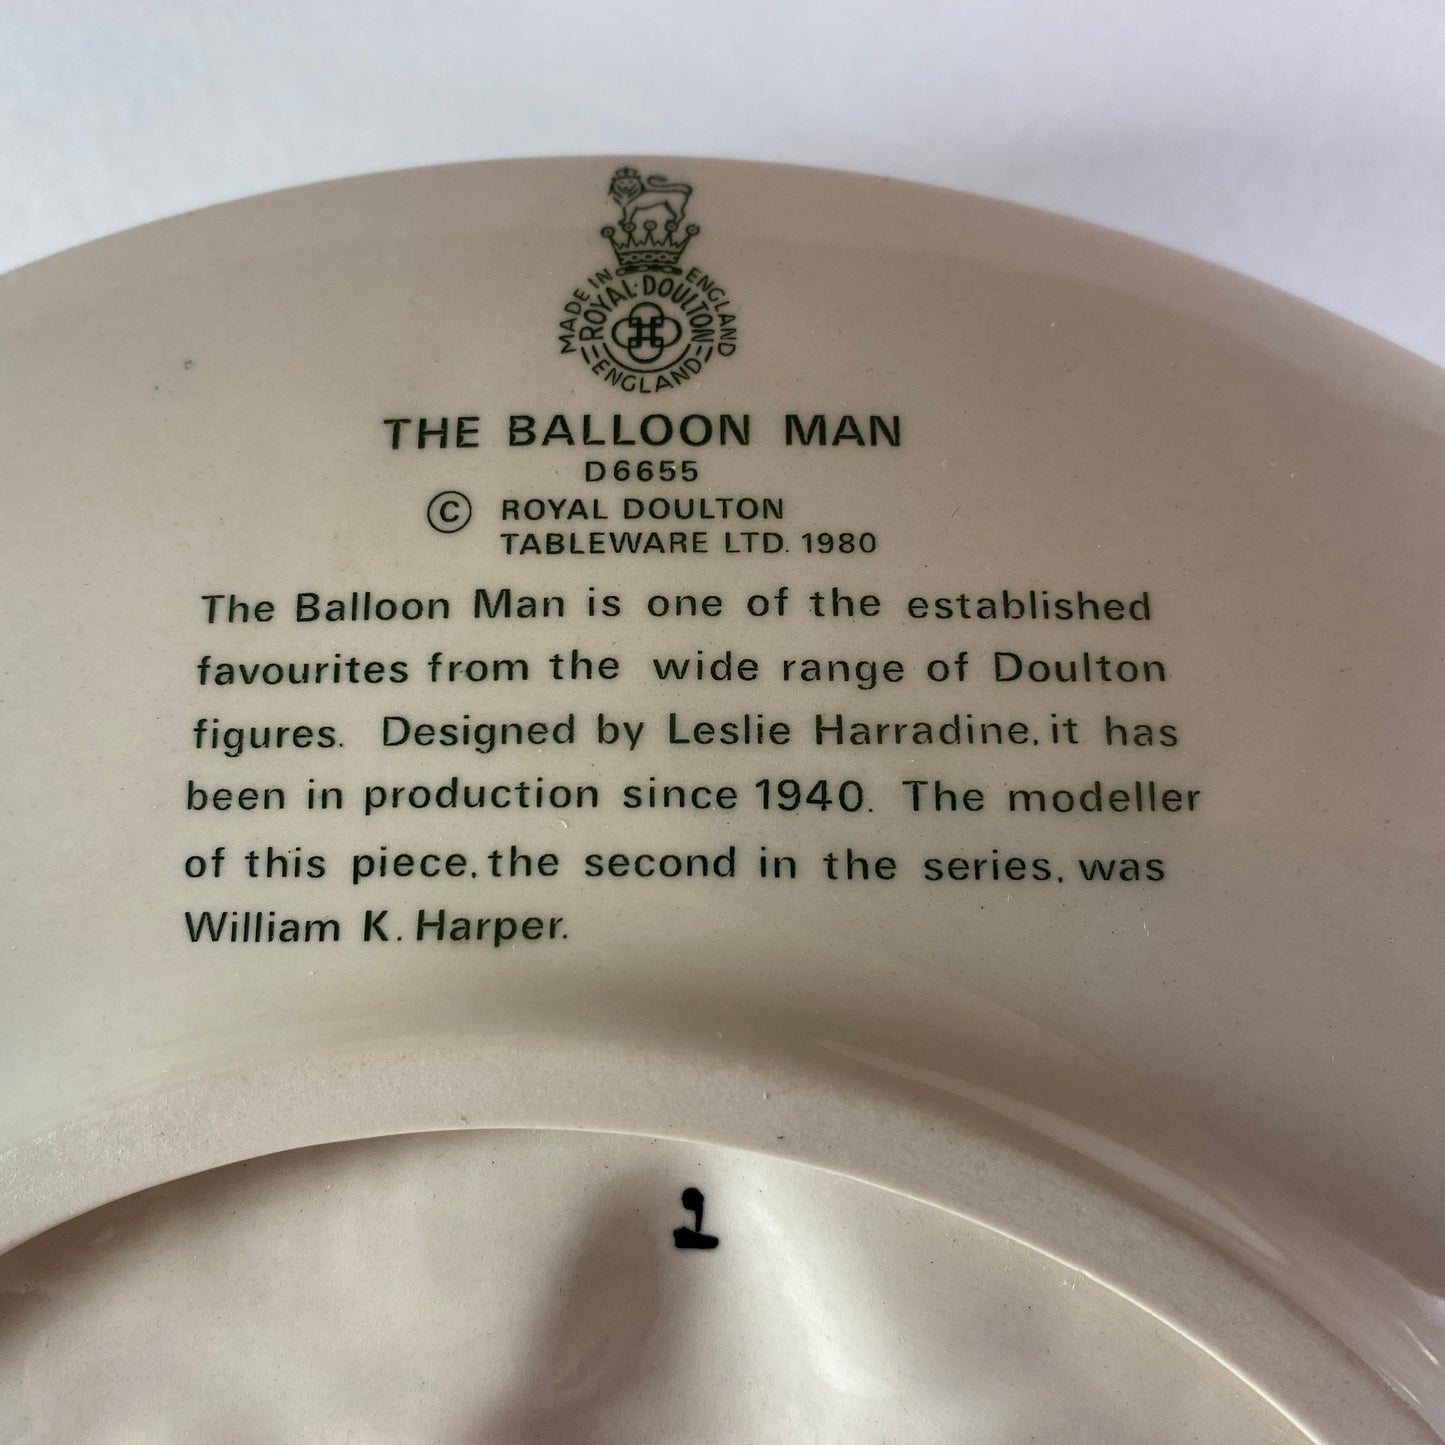 MADE IN ENGLAND
ROYAL·DOULTON
ENGLAND
THE BALLOON MAN
D6655
© ROYAL DOULTON
TABLEWARE LTD. 1980
The Balloon Man is one of the established
favourites from the wide range of Doulton
figures. Designed by Leslie Harradine, it has
been in production since 1940. The modeller
of this piece, the second in the series, was
William K. Harper.